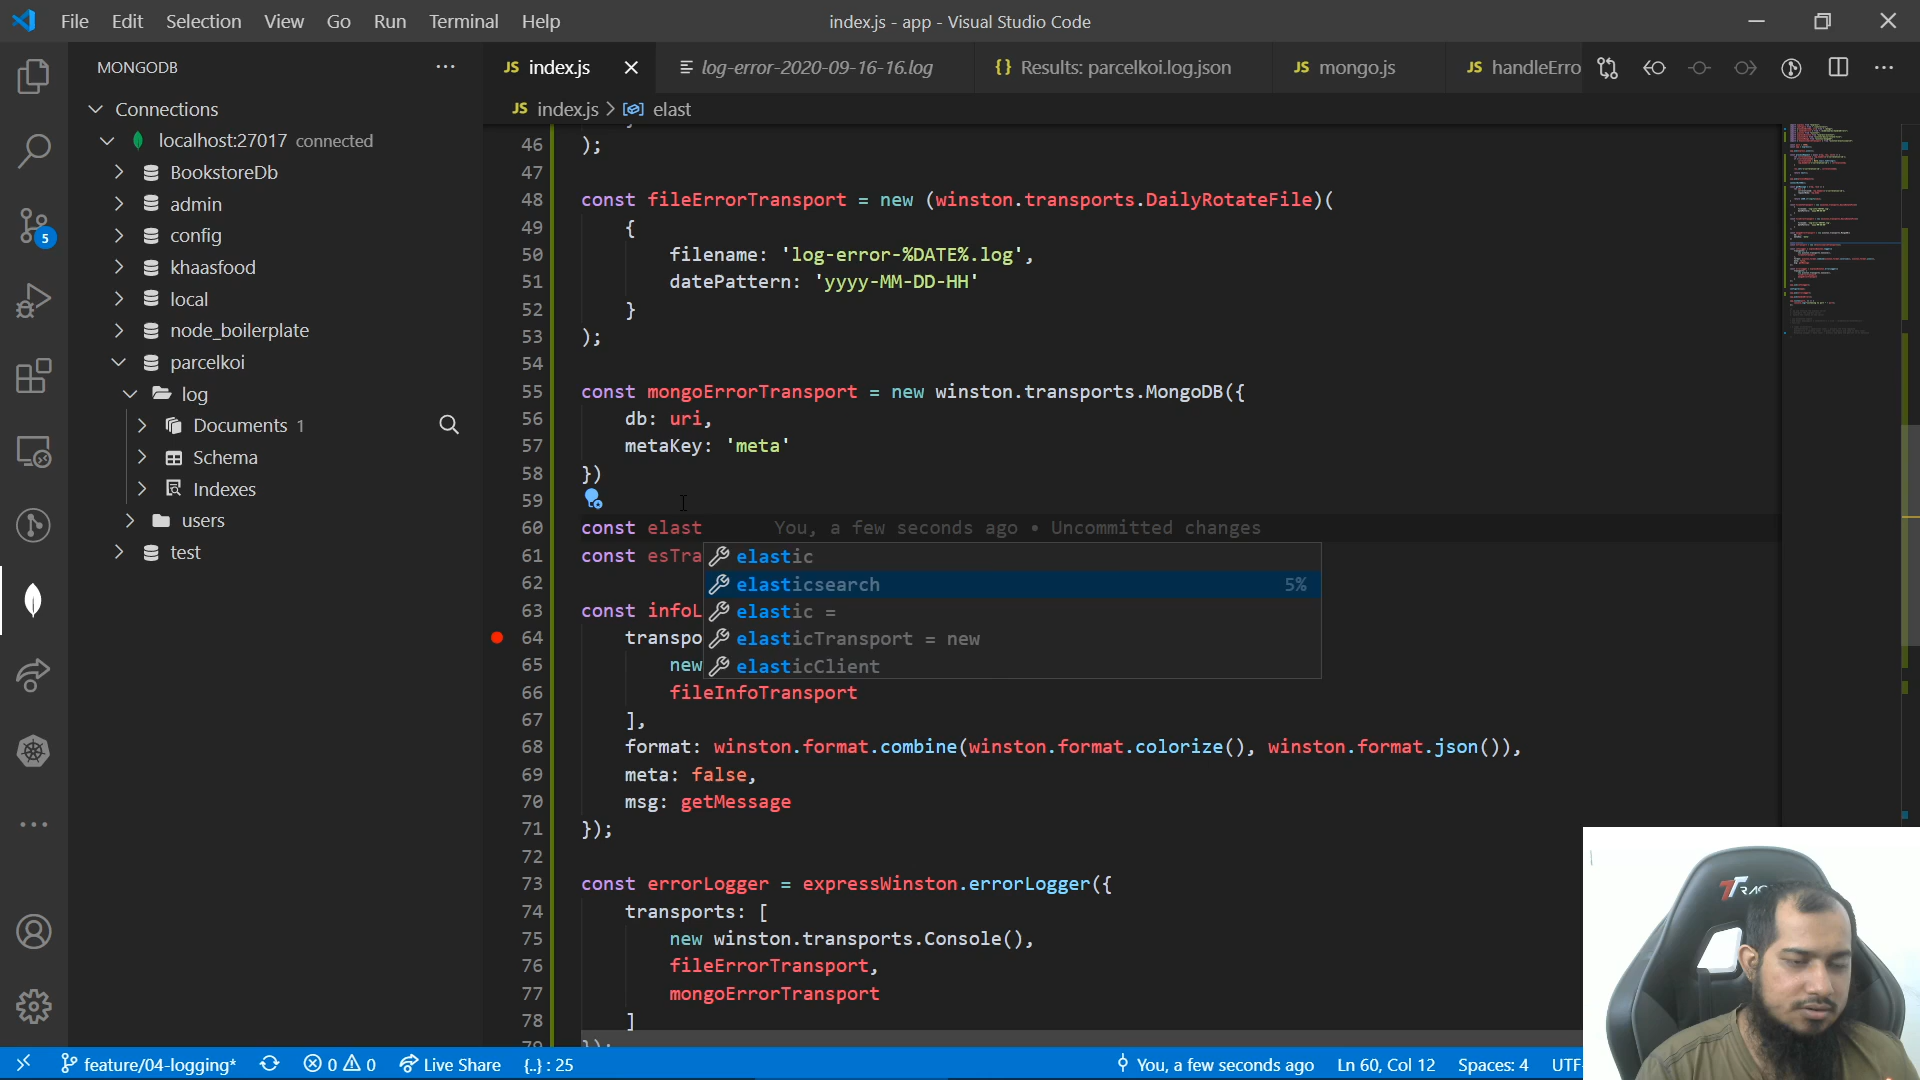 File Edit Selection View Go Run Terminal Help
index.js - app - Visual Studio Code
MONGODB
Connections
localhost:27017 connected
BookstoreDb
admin
config
khaasfood
local
node_boilerplate
parcelkoi
log
Documents 1
Schema
Indexes
users
test
5
JS index.js
log-error-2020-09-16-16.log
{} Results: parcelkoi.log.json
JS mongo.js
JS handleErro
JS index.js > elast
46 );
47
48 const fileErrorTransport = new (winston.transports.DailyRotateFile)(
49 {
50 filename: 'log-error-%DATE%.log',
51 datePattern: 'yyyy-MM-DD-HH'
52 }
53 );
54
55 const mongoErrorTransport = new winston.transports.MongoDB({
56 db: uri,
57 metaKey: 'meta'
58 })
59
60 const elast You, a few seconds ago • Uncommitted changes
61 const esTra
62
63 const infoL
64 transpo
65 new
66 fileInfoTransport
67 ],
68 format: winston.format.combine(winston.format.colorize(), winston.format.json()),
69 meta: false,
70 msg: getMessage
71 });
72
73 const errorLogger = expressWinston.errorLogger({
74 transports: [
75 new winston.transports.Console(),
76 fileErrorTransport,
77 mongoErrorTransport
78 ]
elastic
elasticsearch 5%
elastic =
elasticTransport = new
elasticClient
feature/04-logging* 0 0 Live Share {..} : 25
You, a few seconds ago Ln 60, Col 12 Spaces: 4 UTF